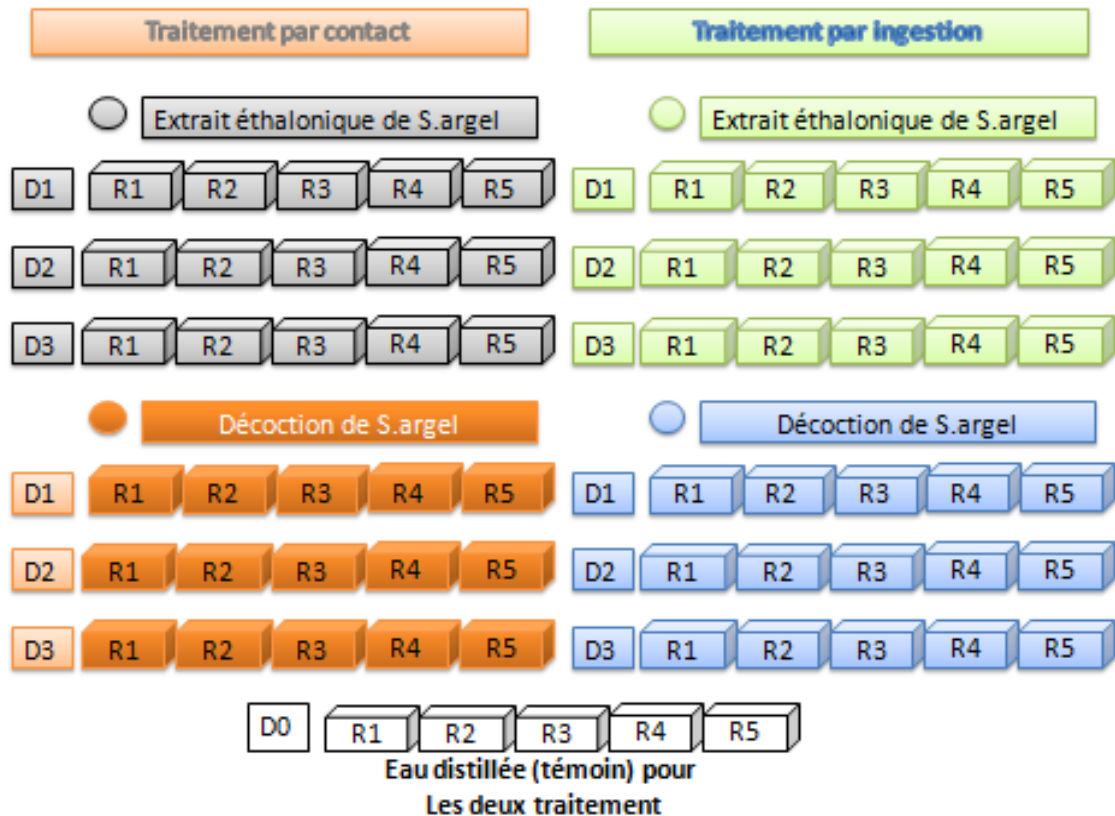 Traitement par contact
Traitement par ingestion
Extrait éthalonique de S.argel
Extrait éthalonique de S.argel
D1 R1 R2 R3 R4 R5
D1 R1 R2 R3 R4 R5
D2 R1 R2 R3 R4 R5
D2 R1 R2 R3 R4 R5
D3 R1 R2 R3 R4 R5
D3 R1 R2 R3 R4 R5
Décoction de S.argel
Décoction de S.argel
D1 R1 R2 R3 R4 R5
D1 R1 R2 R3 R4 R5
D2 R1 R2 R3 R4 R5
D2 R1 R2 R3 R4 R5
D3 R1 R2 R3 R4 R5
D3 R1 R2 R3 R4 R5
D0 R1 R2 R3 R4 R5
Eau distillée (témoin) pour
Les deux traitement